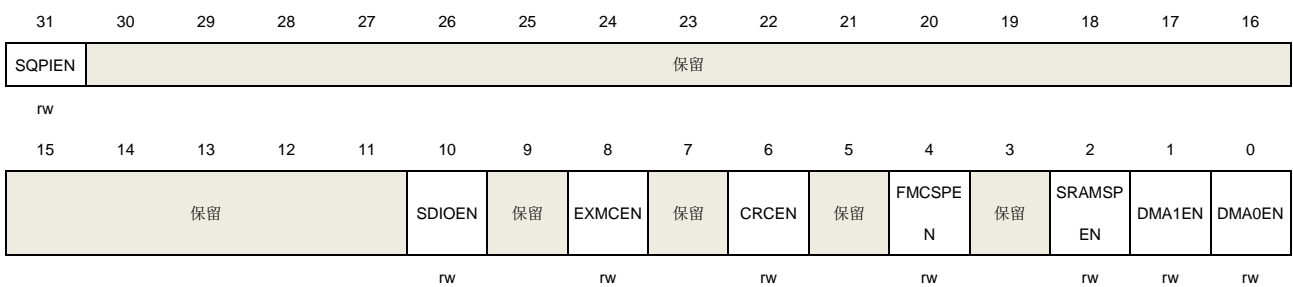 31 30 29 28 27 26 25 24 23 22 21 20 19 18 17 16
SQPIEN 保留
rw
15 14 13 12 11 10 9 8 7 6 5 4 3 2 1 0
保留 SDIOEN 保留 EXMCEN 保留 CRCEN 保留 FMCSPE 保留 SRAMSP DMA1EN DMA0EN
N EN
rw rw rw rw rw rw rw